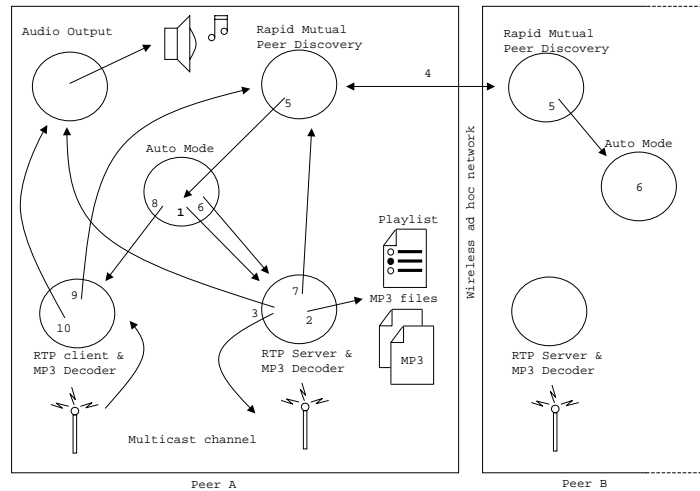 Audio Output
Rapid Mutual
Peer Discovery
5
4
Rapid Mutual
Peer Discovery
5
Auto Mode
6
Auto Mode
8
1
6
Playlist
MP3 files
MP3
Wireless ad hoc network
9
10
RTP client &
MP3 Decoder
7
3
2
RTP Server &
MP3 Decoder
RTP Server &
MP3 Decoder
Multicast channel
Peer A
Peer B